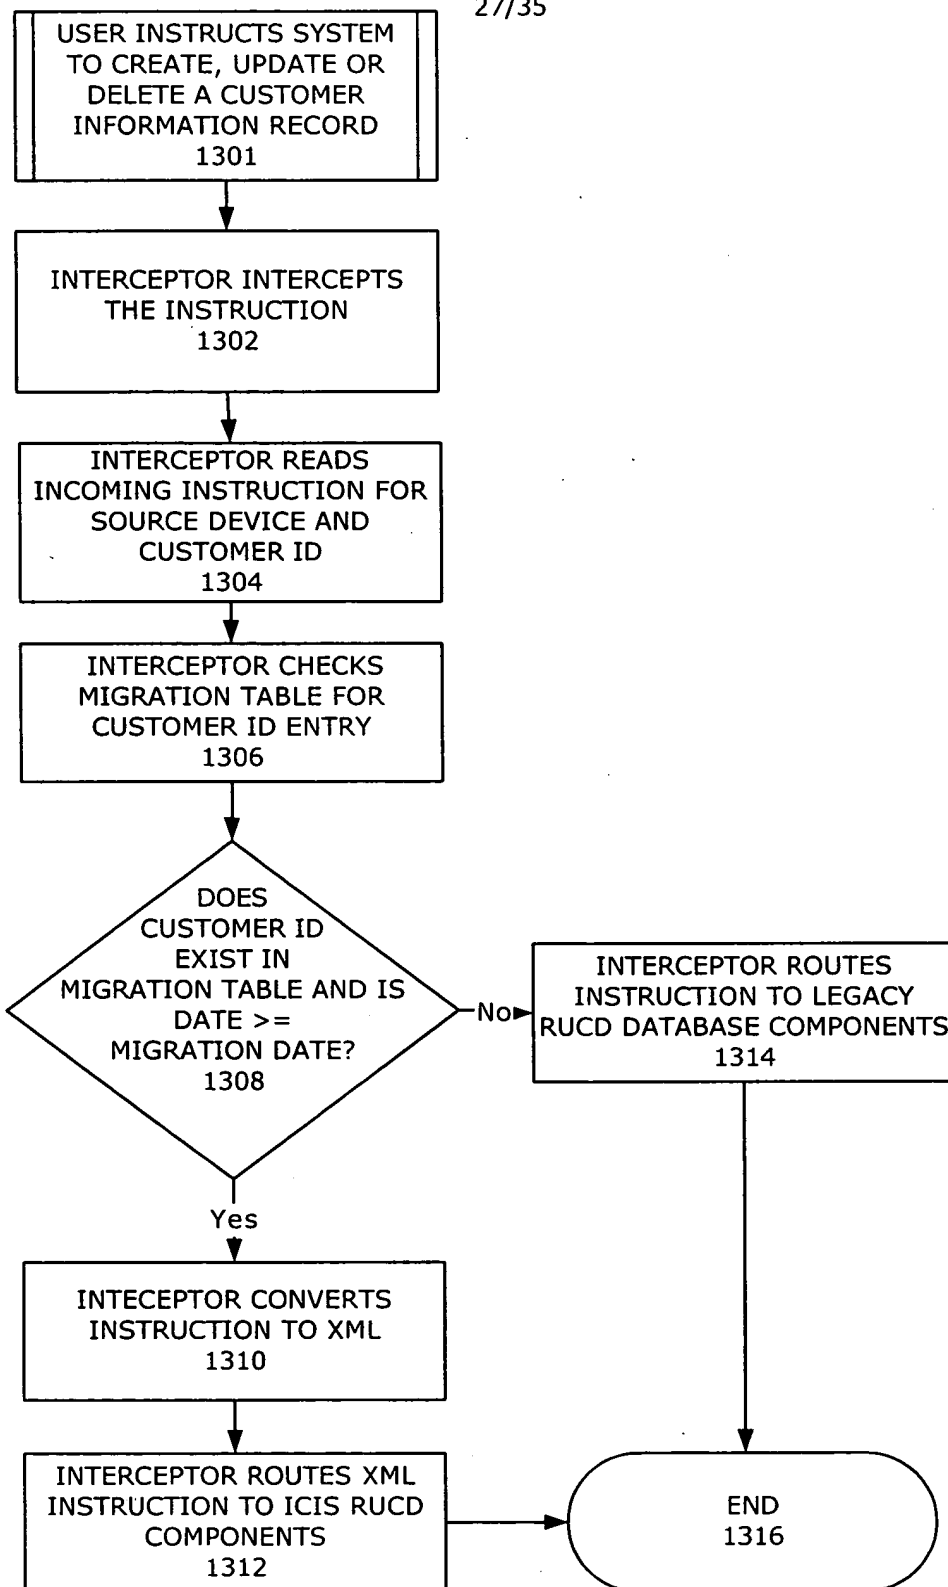 27/35
USER INSTRUCTS SYSTEM
TO CREATE, UPDATE OR
DELETE A CUSTOMER
INFORMATION RECORD
1301
INTERCEPTOR INTERCEPTS
THE INSTRUCTION
1302
INTERCEPTOR READS
INCOMING INSTRUCTION FOR
SOURCE DEVICE AND
CUSTOMER ID
1304
INTERCEPTOR CHECKS
MIGRATION TABLE FOR
CUSTOMER ID ENTRY
1306
DOES
CUSTOMER ID
EXIST IN
MIGRATION TABLE AND IS
DATE >=
MIGRATION DATE?
1308
No
INTERCEPTOR ROUTES
INSTRUCTION TO LEGACY
RUCD DATABASE COMPONENTS
1314
Yes
INTECEPTOR CONVERTS
INSTRUCTION TO XML
1310
INTERCEPTOR ROUTES XML
INSTRUCTION TO ICIS RUCD
COMPONENTS
1312
END
1316